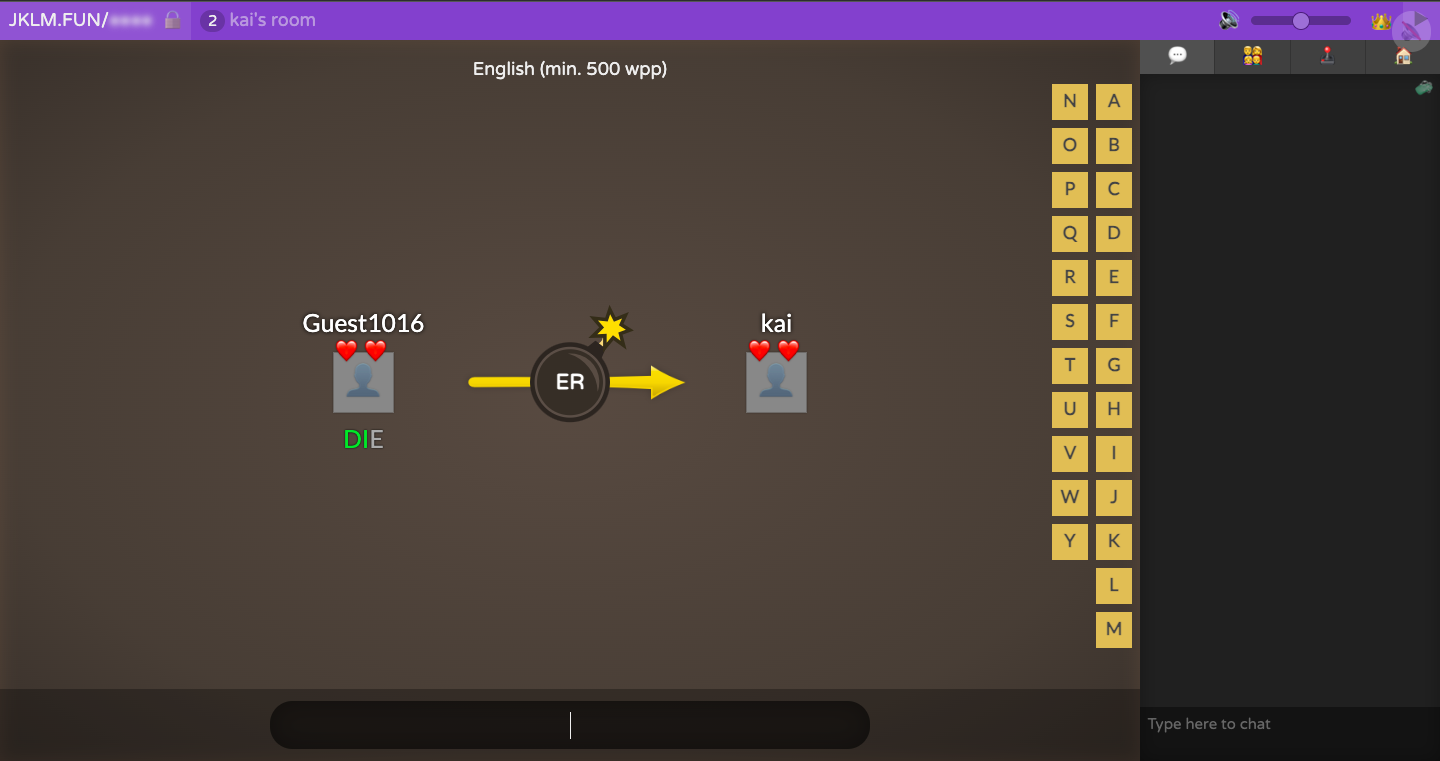 JKLM.FUN/
2 kai's room
English (min. 500 wpp)
N A
O B
P C
Q D
R E
S F
T G
U H
V I
W J
Y K
L
M
Guest1016
kai
ER
DIE
Type here to chat